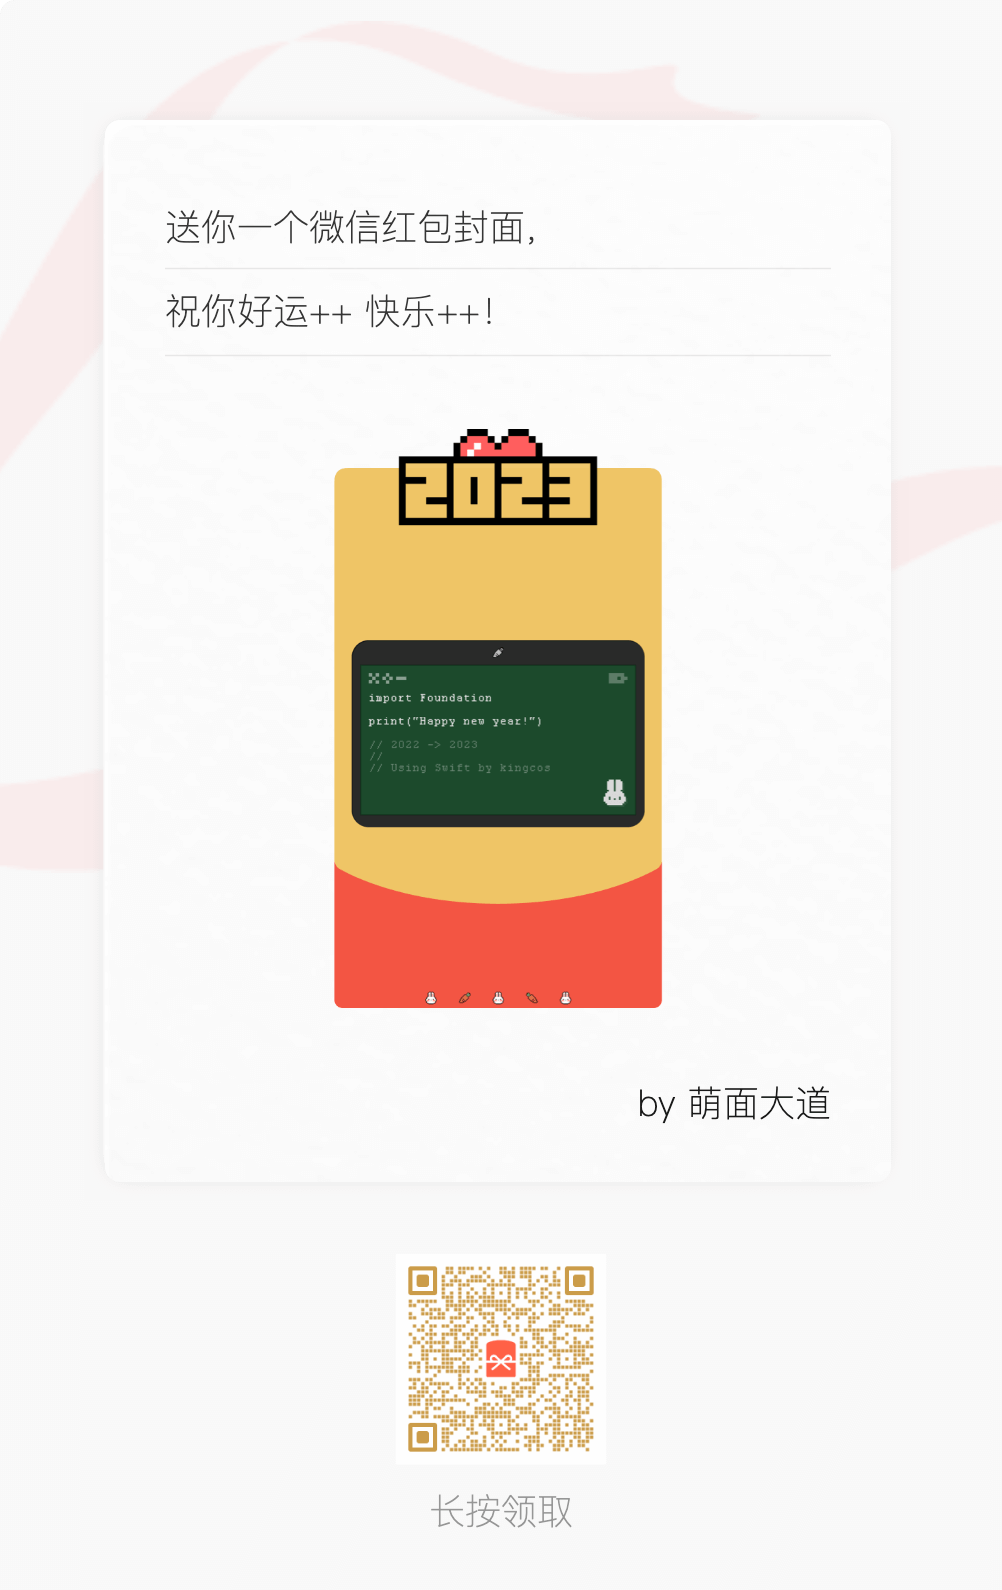 送你一个微信红包封面，
祝你好运++ 快乐++！
2023
import Foundation
print("Happy new year!")
// 2022 -> 2023
//
// Using Swift by kingcos
by 萌面大道
长按领取